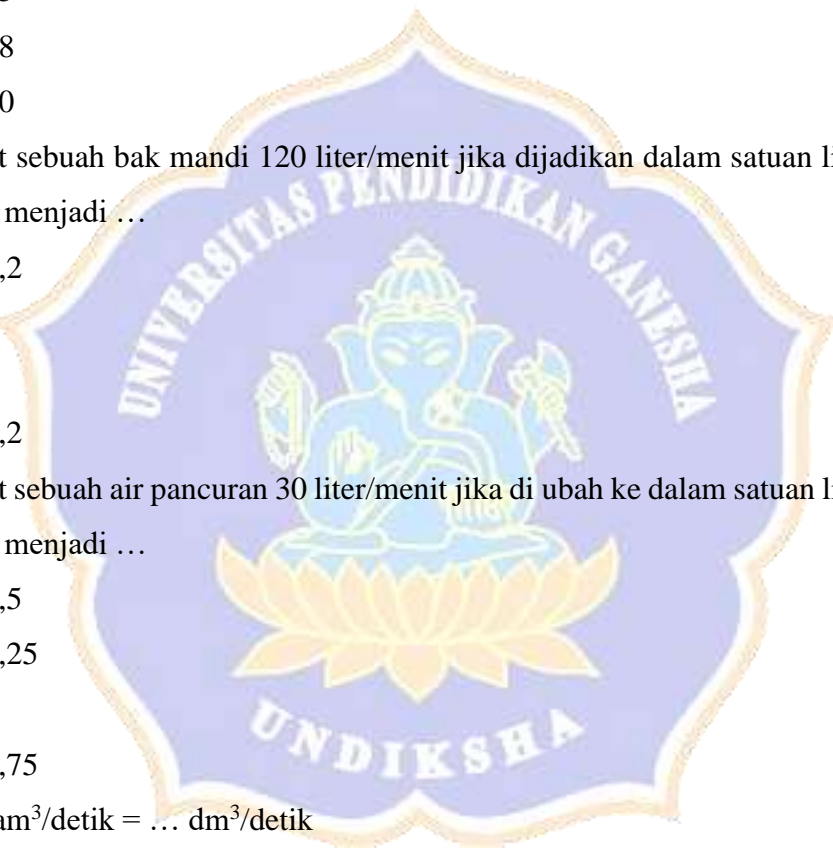 8
0
t sebuah bak mandi 120 liter/menit jika dijadikan dalam satuan li
menjadi …
,2
,2
t sebuah air pancuran 30 liter/menit jika di ubah ke dalam satuan li
menjadi …
,5
,25
,75
am³/detik = … dm³/detik
UNIVERSITAS PENDIDIKAN GANESHA
UNDIKSHA